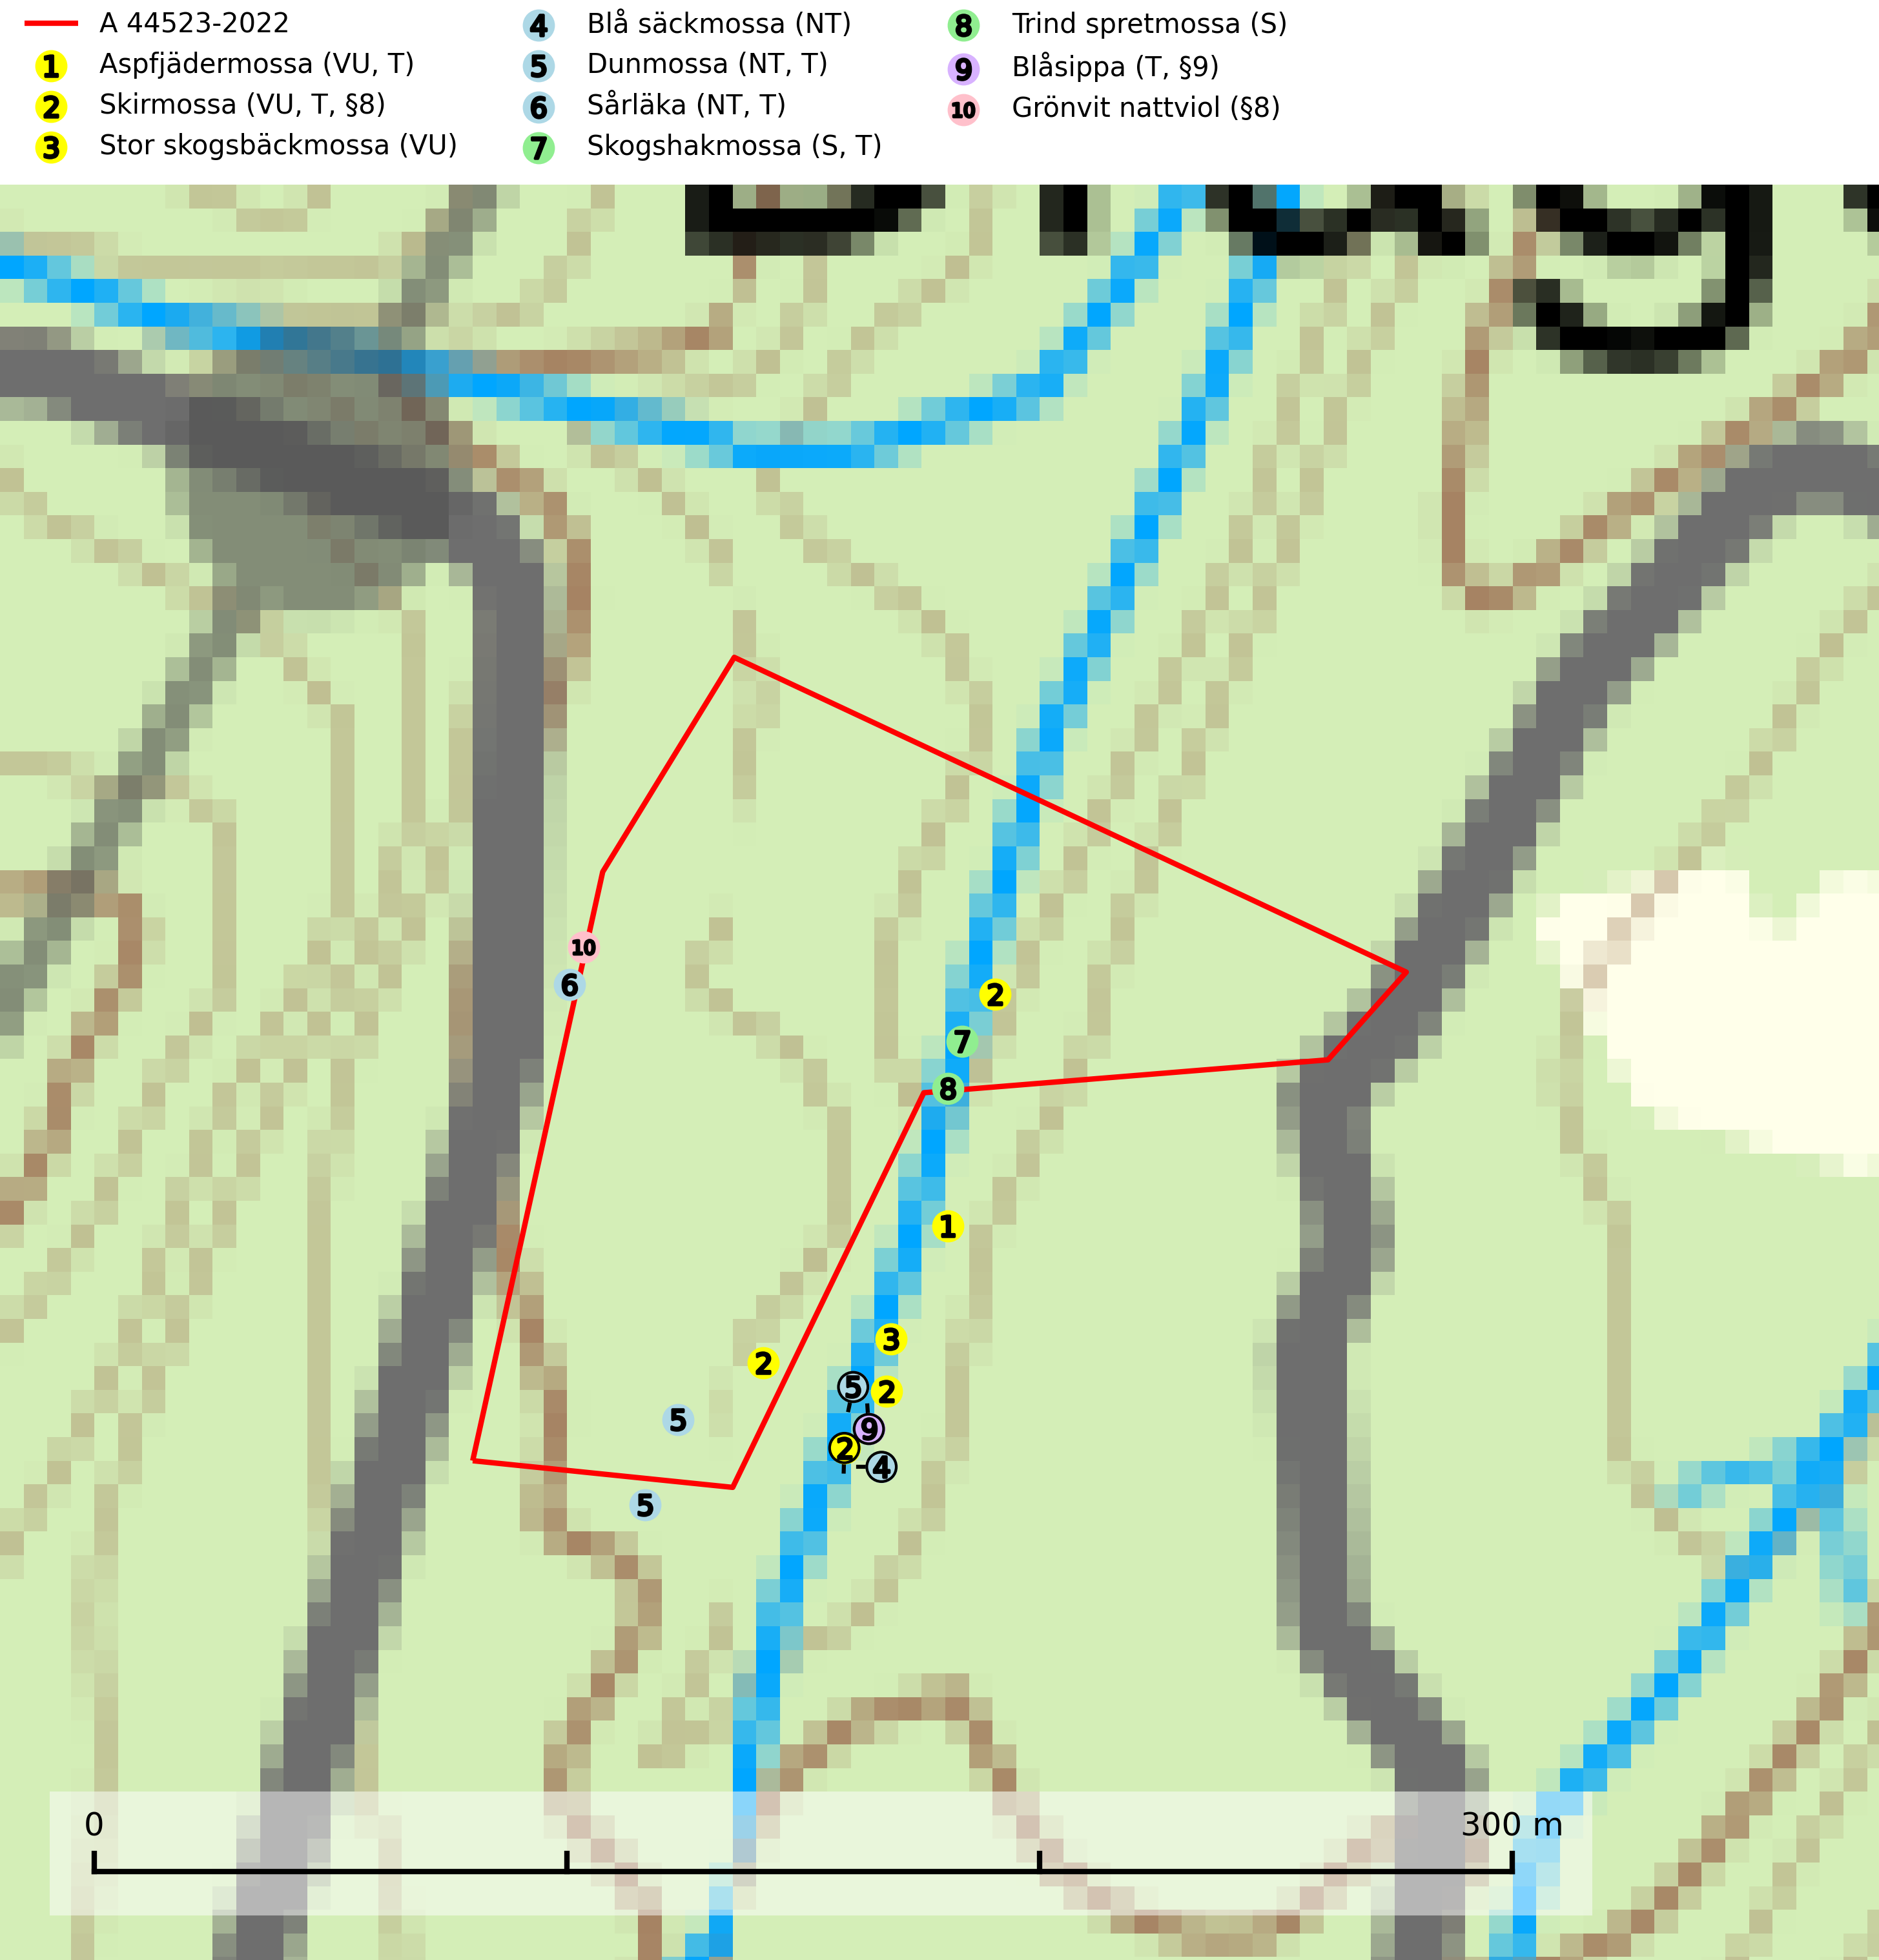 A 44523-2022
1 Aspfjädermossa (VU, T)
2 Skirmossa (VU, T, §8)
3 Stor skogsbäckmossa (VU)
4 Blå säckmossa (NT)
5 Dunmossa (NT, T)
6 Sårläka (NT, T)
7 Skogshakmossa (S, T)
8 Trind spretmossa (S)
9 Blåsippa (T, §9)
10 Grönvit nattviol (§8)
10
6
2
7
8
1
3
2
5
2
5
9
2
4
5
0 300 m